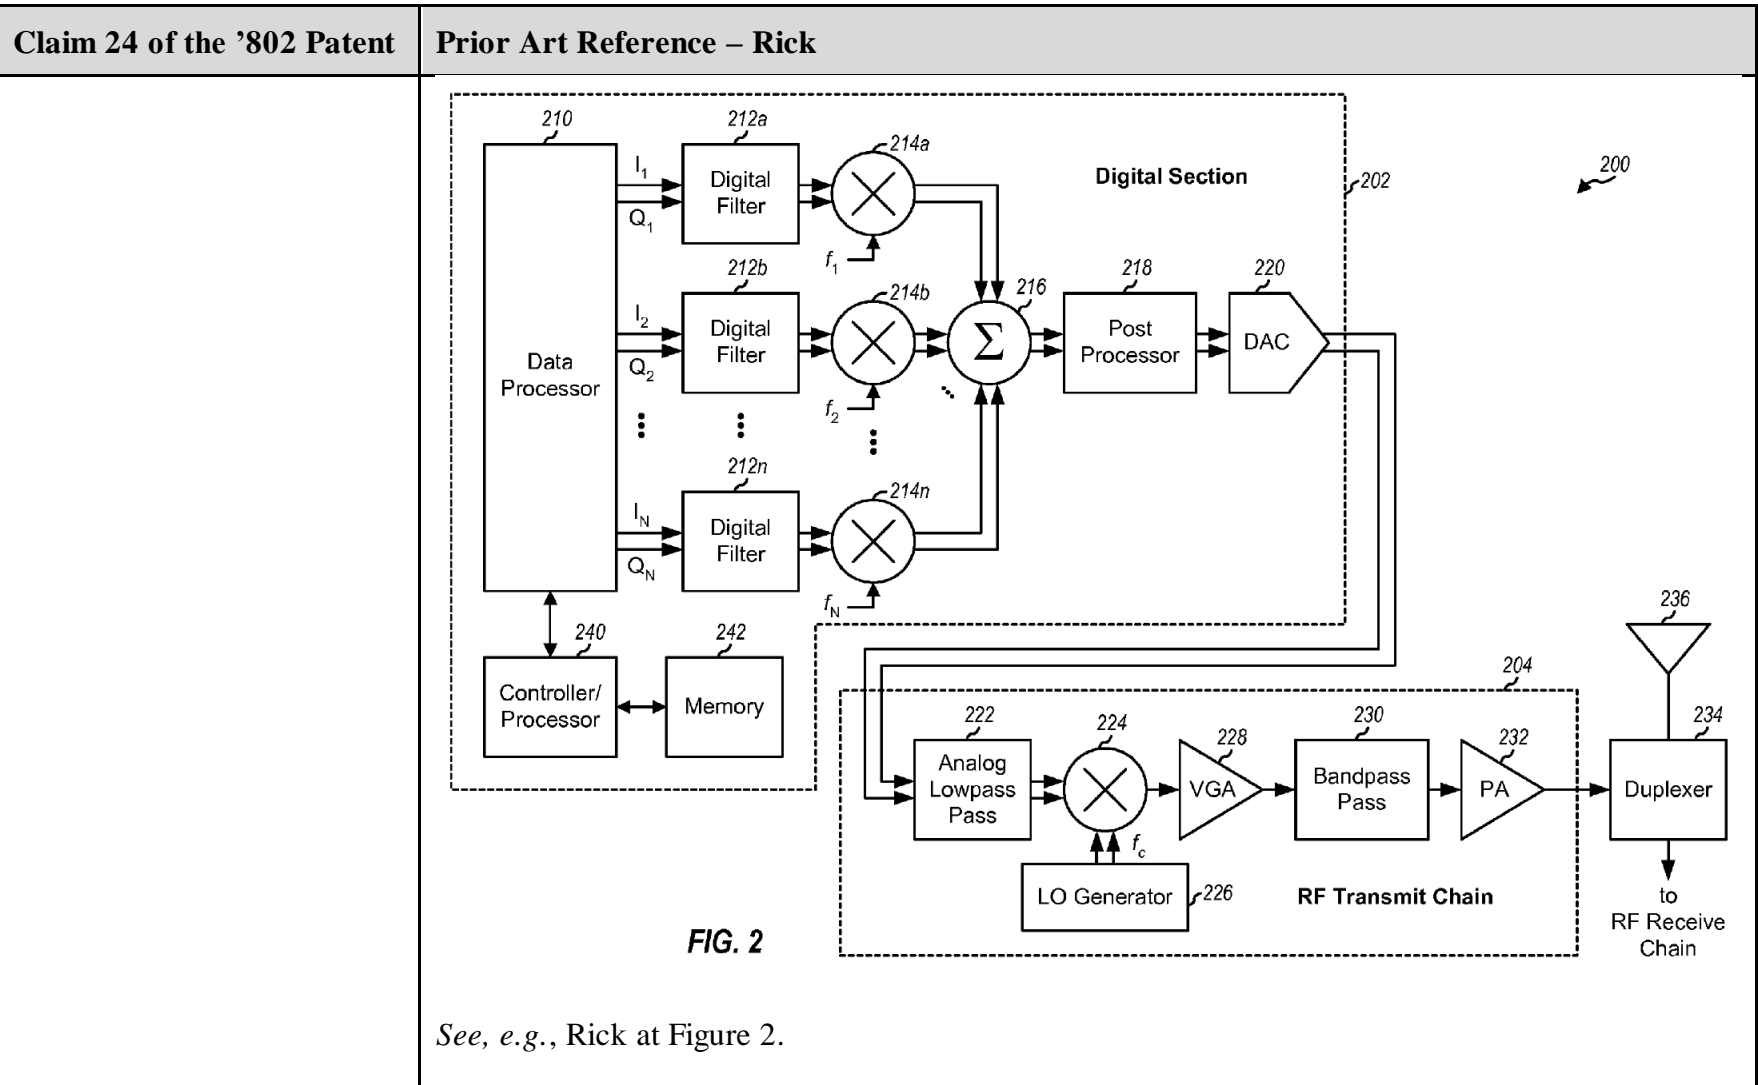 Claim 24 of the ’802 Patent
Prior Art Reference – Rick
210
212a
214a
I1
Q1
Digital
Filter
f1
Digital Section
202
200
212b
214b
I2
Q2
Digital
Filter
f2
216
Σ
218
Post
Processor
220
DAC
Data
Processor
212n
214n
IN
QN
Digital
Filter
fN
240
Controller/
Processor
242
Memory
236
204
222
Analog
Lowpass
Pass
224
fc
228
VGA
230
Bandpass
Pass
232
PA
234
Duplexer
LO Generator
226
RF Transmit Chain
to
RF Receive
Chain
FIG. 2
See, e.g., Rick at Figure 2.